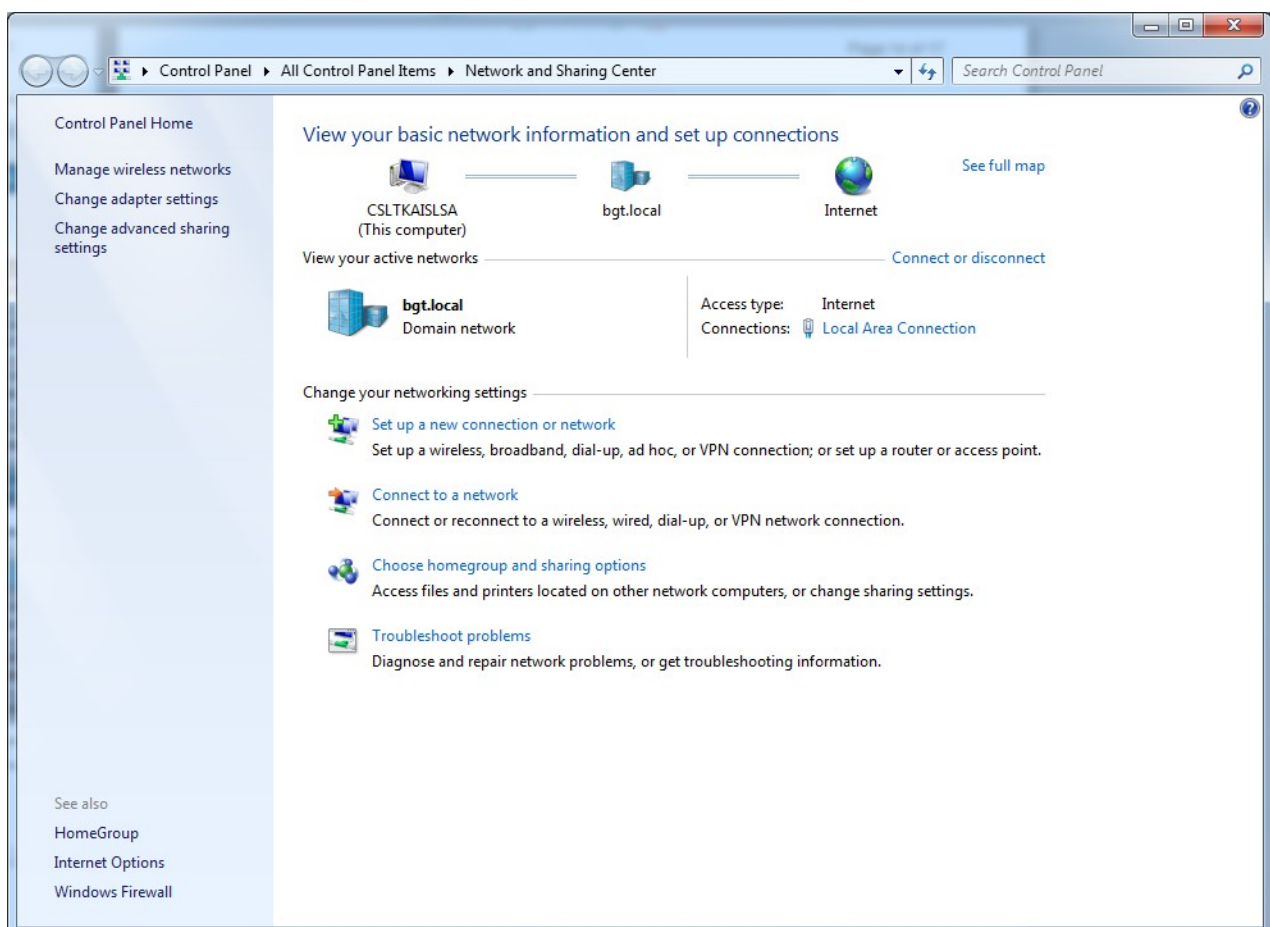 Control Panel ▸ All Control Panel Items ▸ Network and Sharing Center
Search Control Panel
Control Panel Home
Manage wireless networks
Change adapter settings
Change advanced sharing
settings
View your basic network information and set up connections
See full map
CSLTKAISLSA
(This computer)
bgt.local
Internet
View your active networks
Connect or disconnect
bgt.local
Domain network
Access type: Internet
Connections: Local Area Connection
Change your networking settings
Set up a new connection or network
Set up a wireless, broadband, dial-up, ad hoc, or VPN connection; or set up a router or access point.
Connect to a network
Connect or reconnect to a wireless, wired, dial-up, or VPN network connection.
Choose homegroup and sharing options
Access files and printers located on other network computers, or change sharing settings.
Troubleshoot problems
Diagnose and repair network problems, or get troubleshooting information.
See also
HomeGroup
Internet Options
Windows Firewall